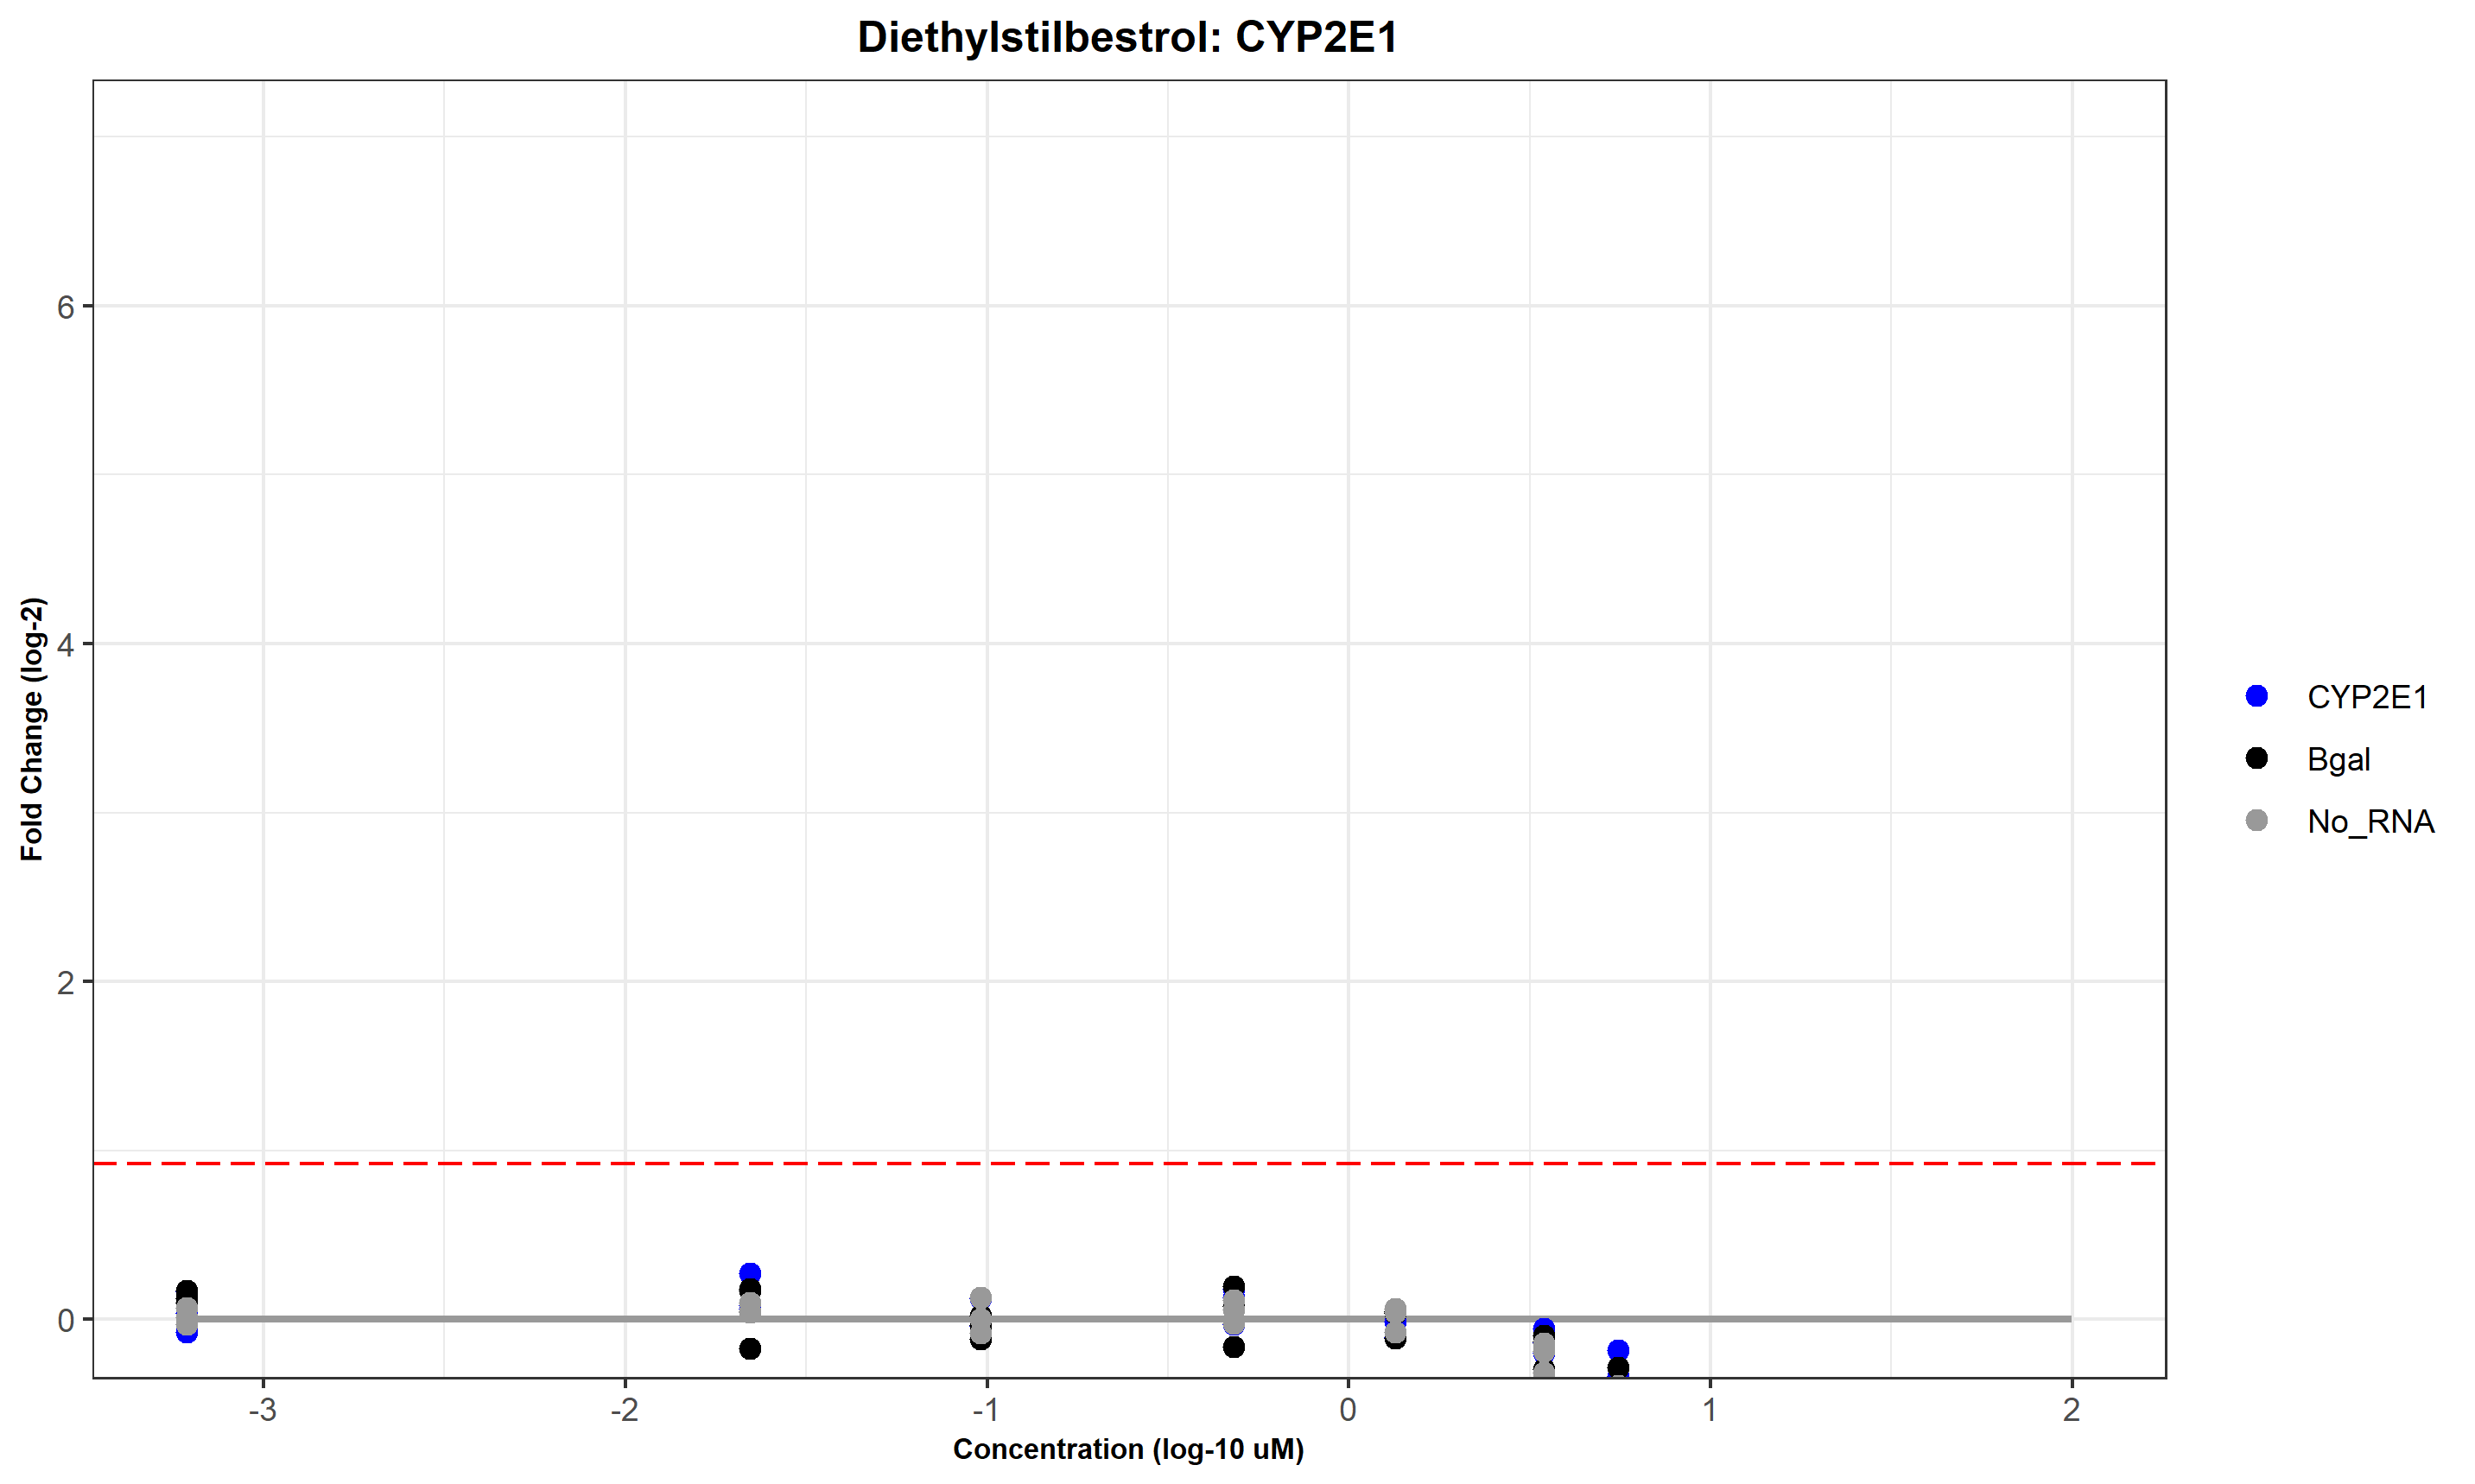 Diethylstilbestrol: CYP2E1
Fold Change (log-2)
6
4
2
0
-3
-2
-1
0
1
2
Concentration (log-10 uM)
CYP2E1
Bgal
No_RNA